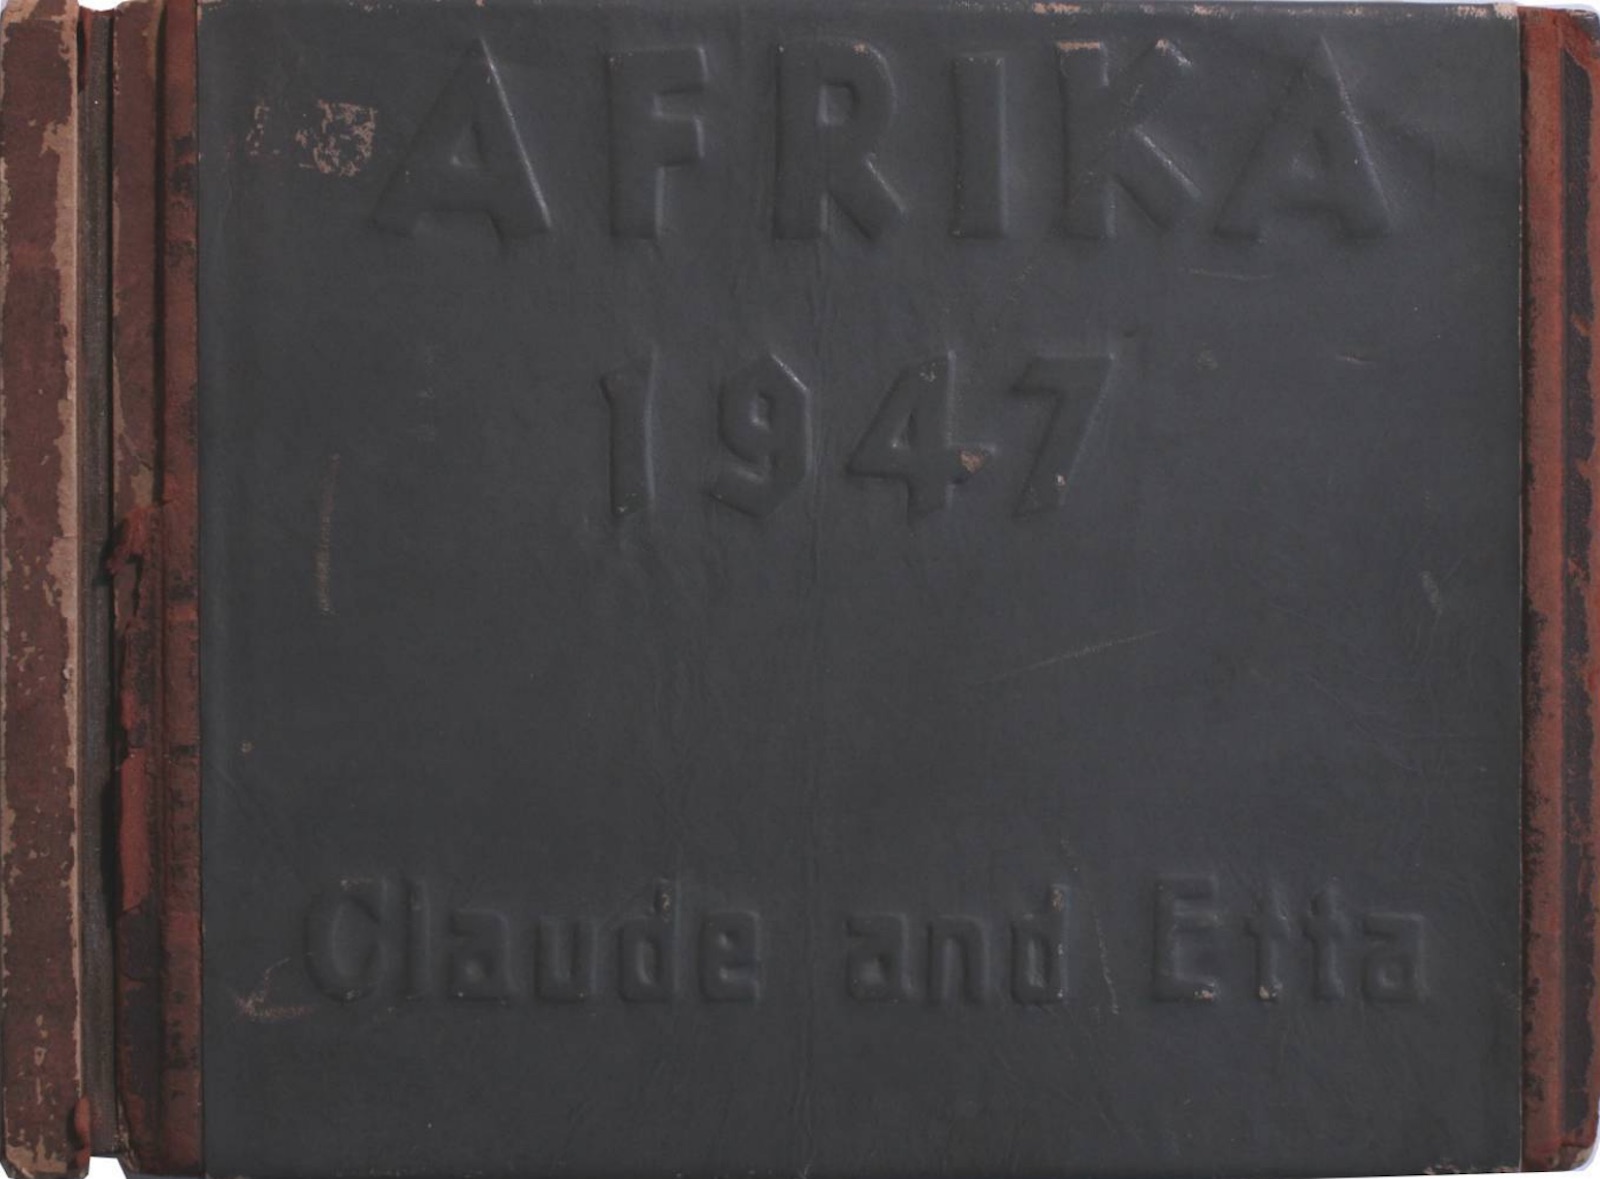 AFRIKA
1947
Claude and Etta